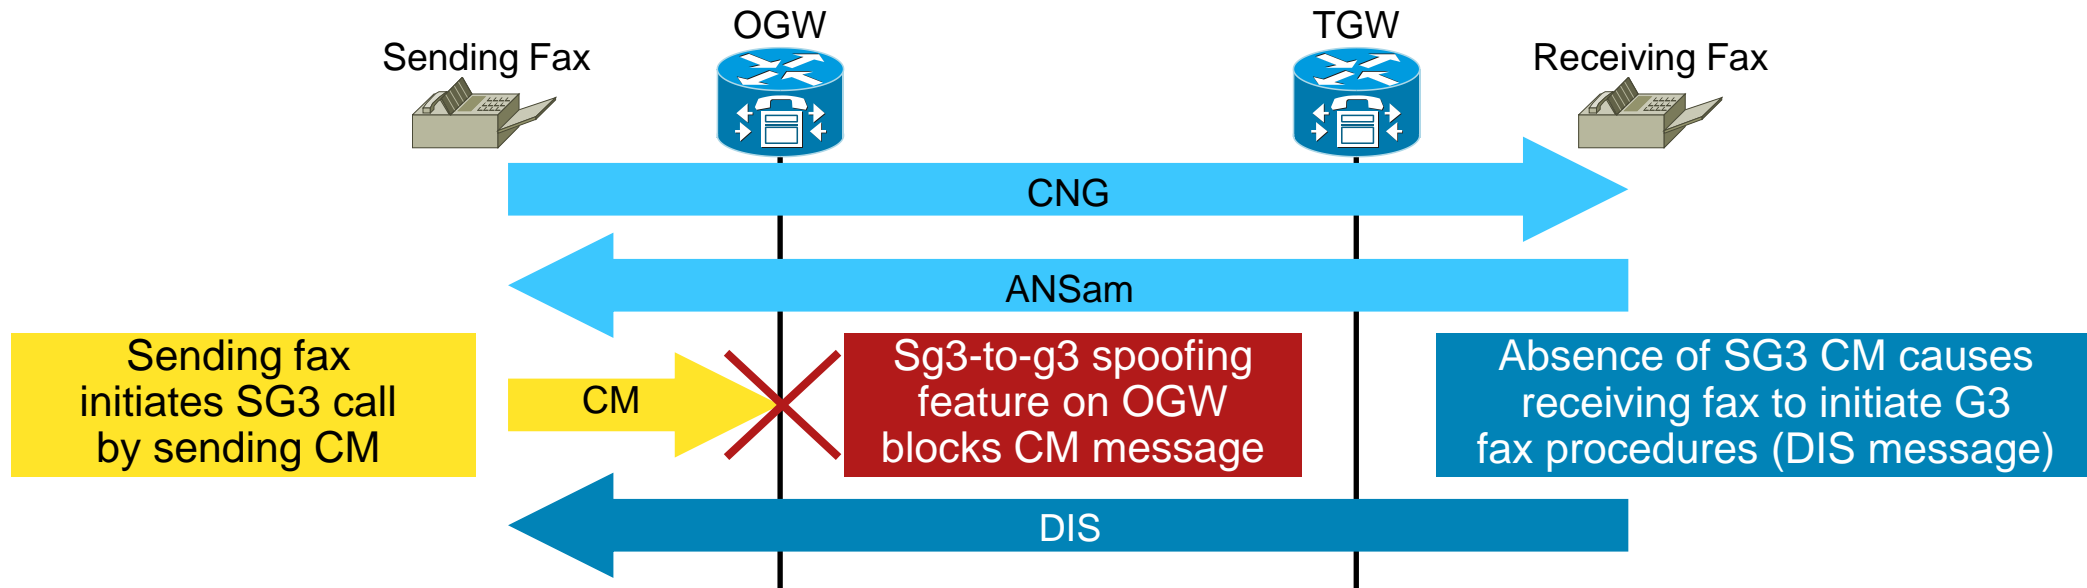 OGW
TGW
Sending Fax
Receiving Fax
CNG
ANSam
Sending fax
initiates SG3 call
by sending CM
CM
Sg3-to-g3 spoofing
feature on OGW
blocks CM message
Absence of SG3 CM causes
receiving fax to initiate G3
fax procedures (DIS message)
DIS